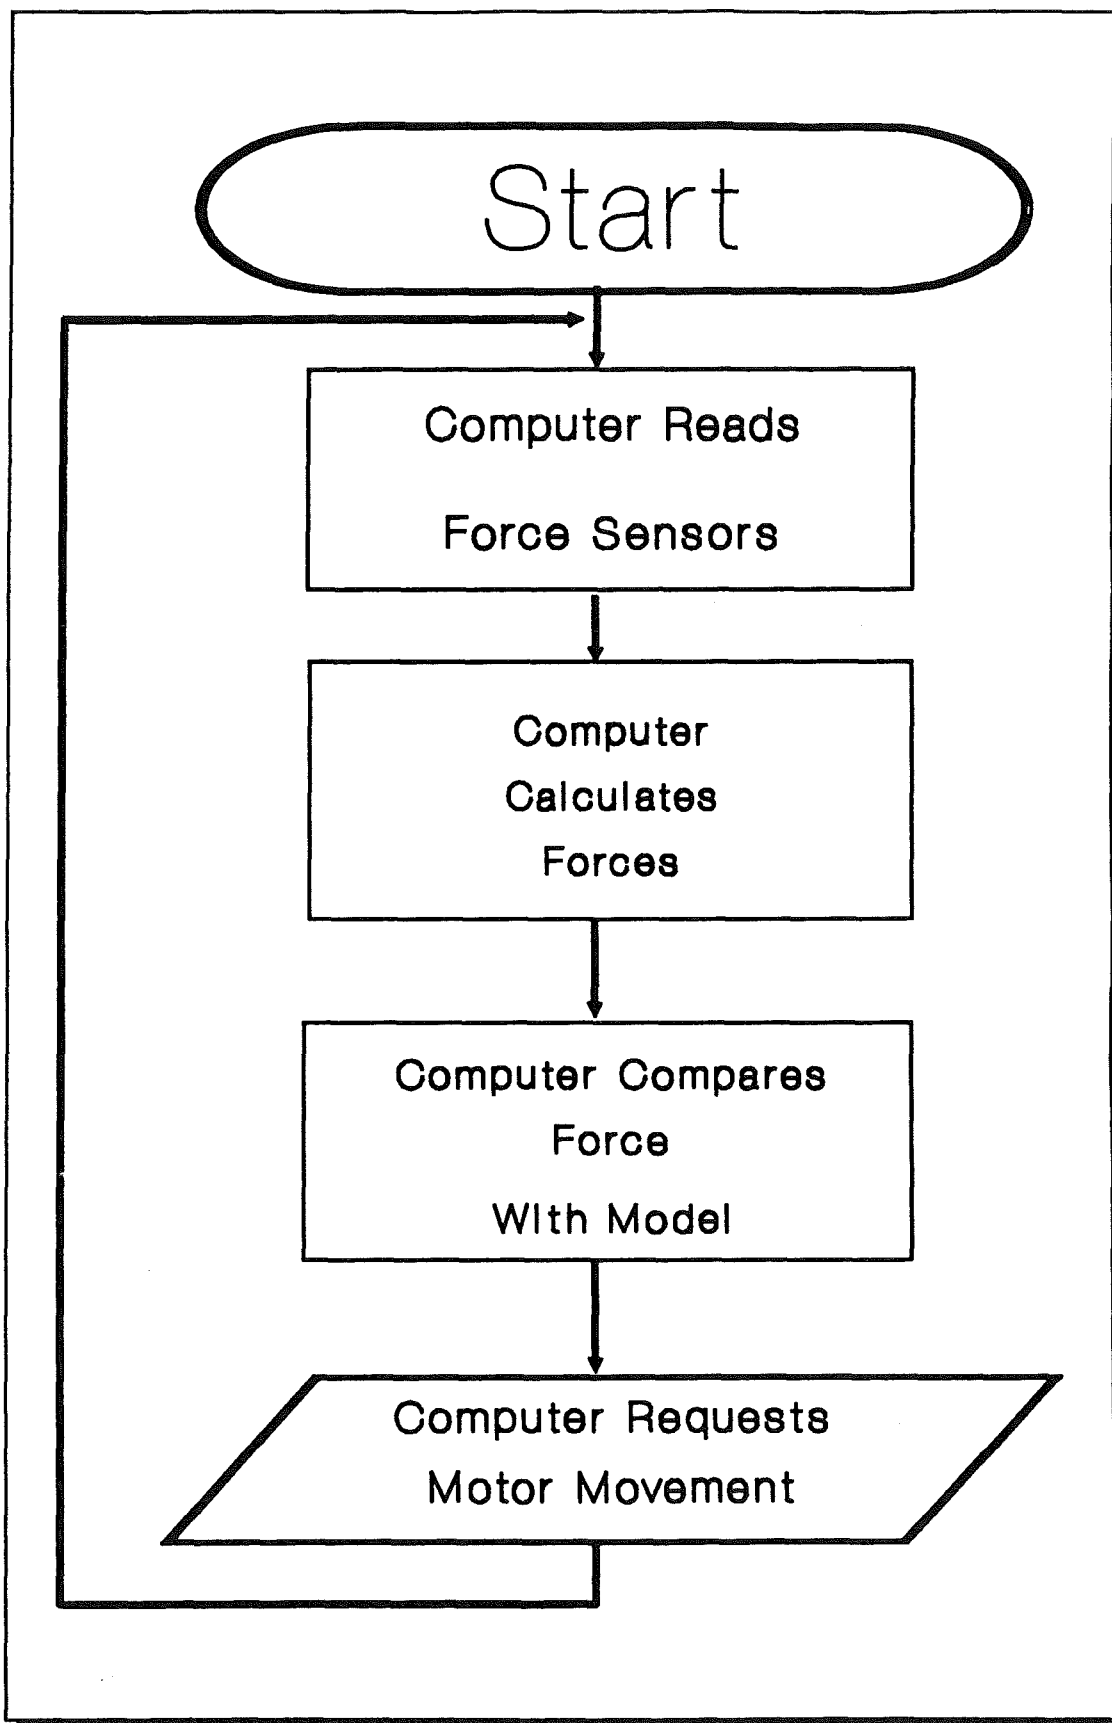 Start
Computer Reads
Force Sensors
Computer
Calculates
Forces
Computer Compares
Force
With Model
Computer Requests
Motor Movement